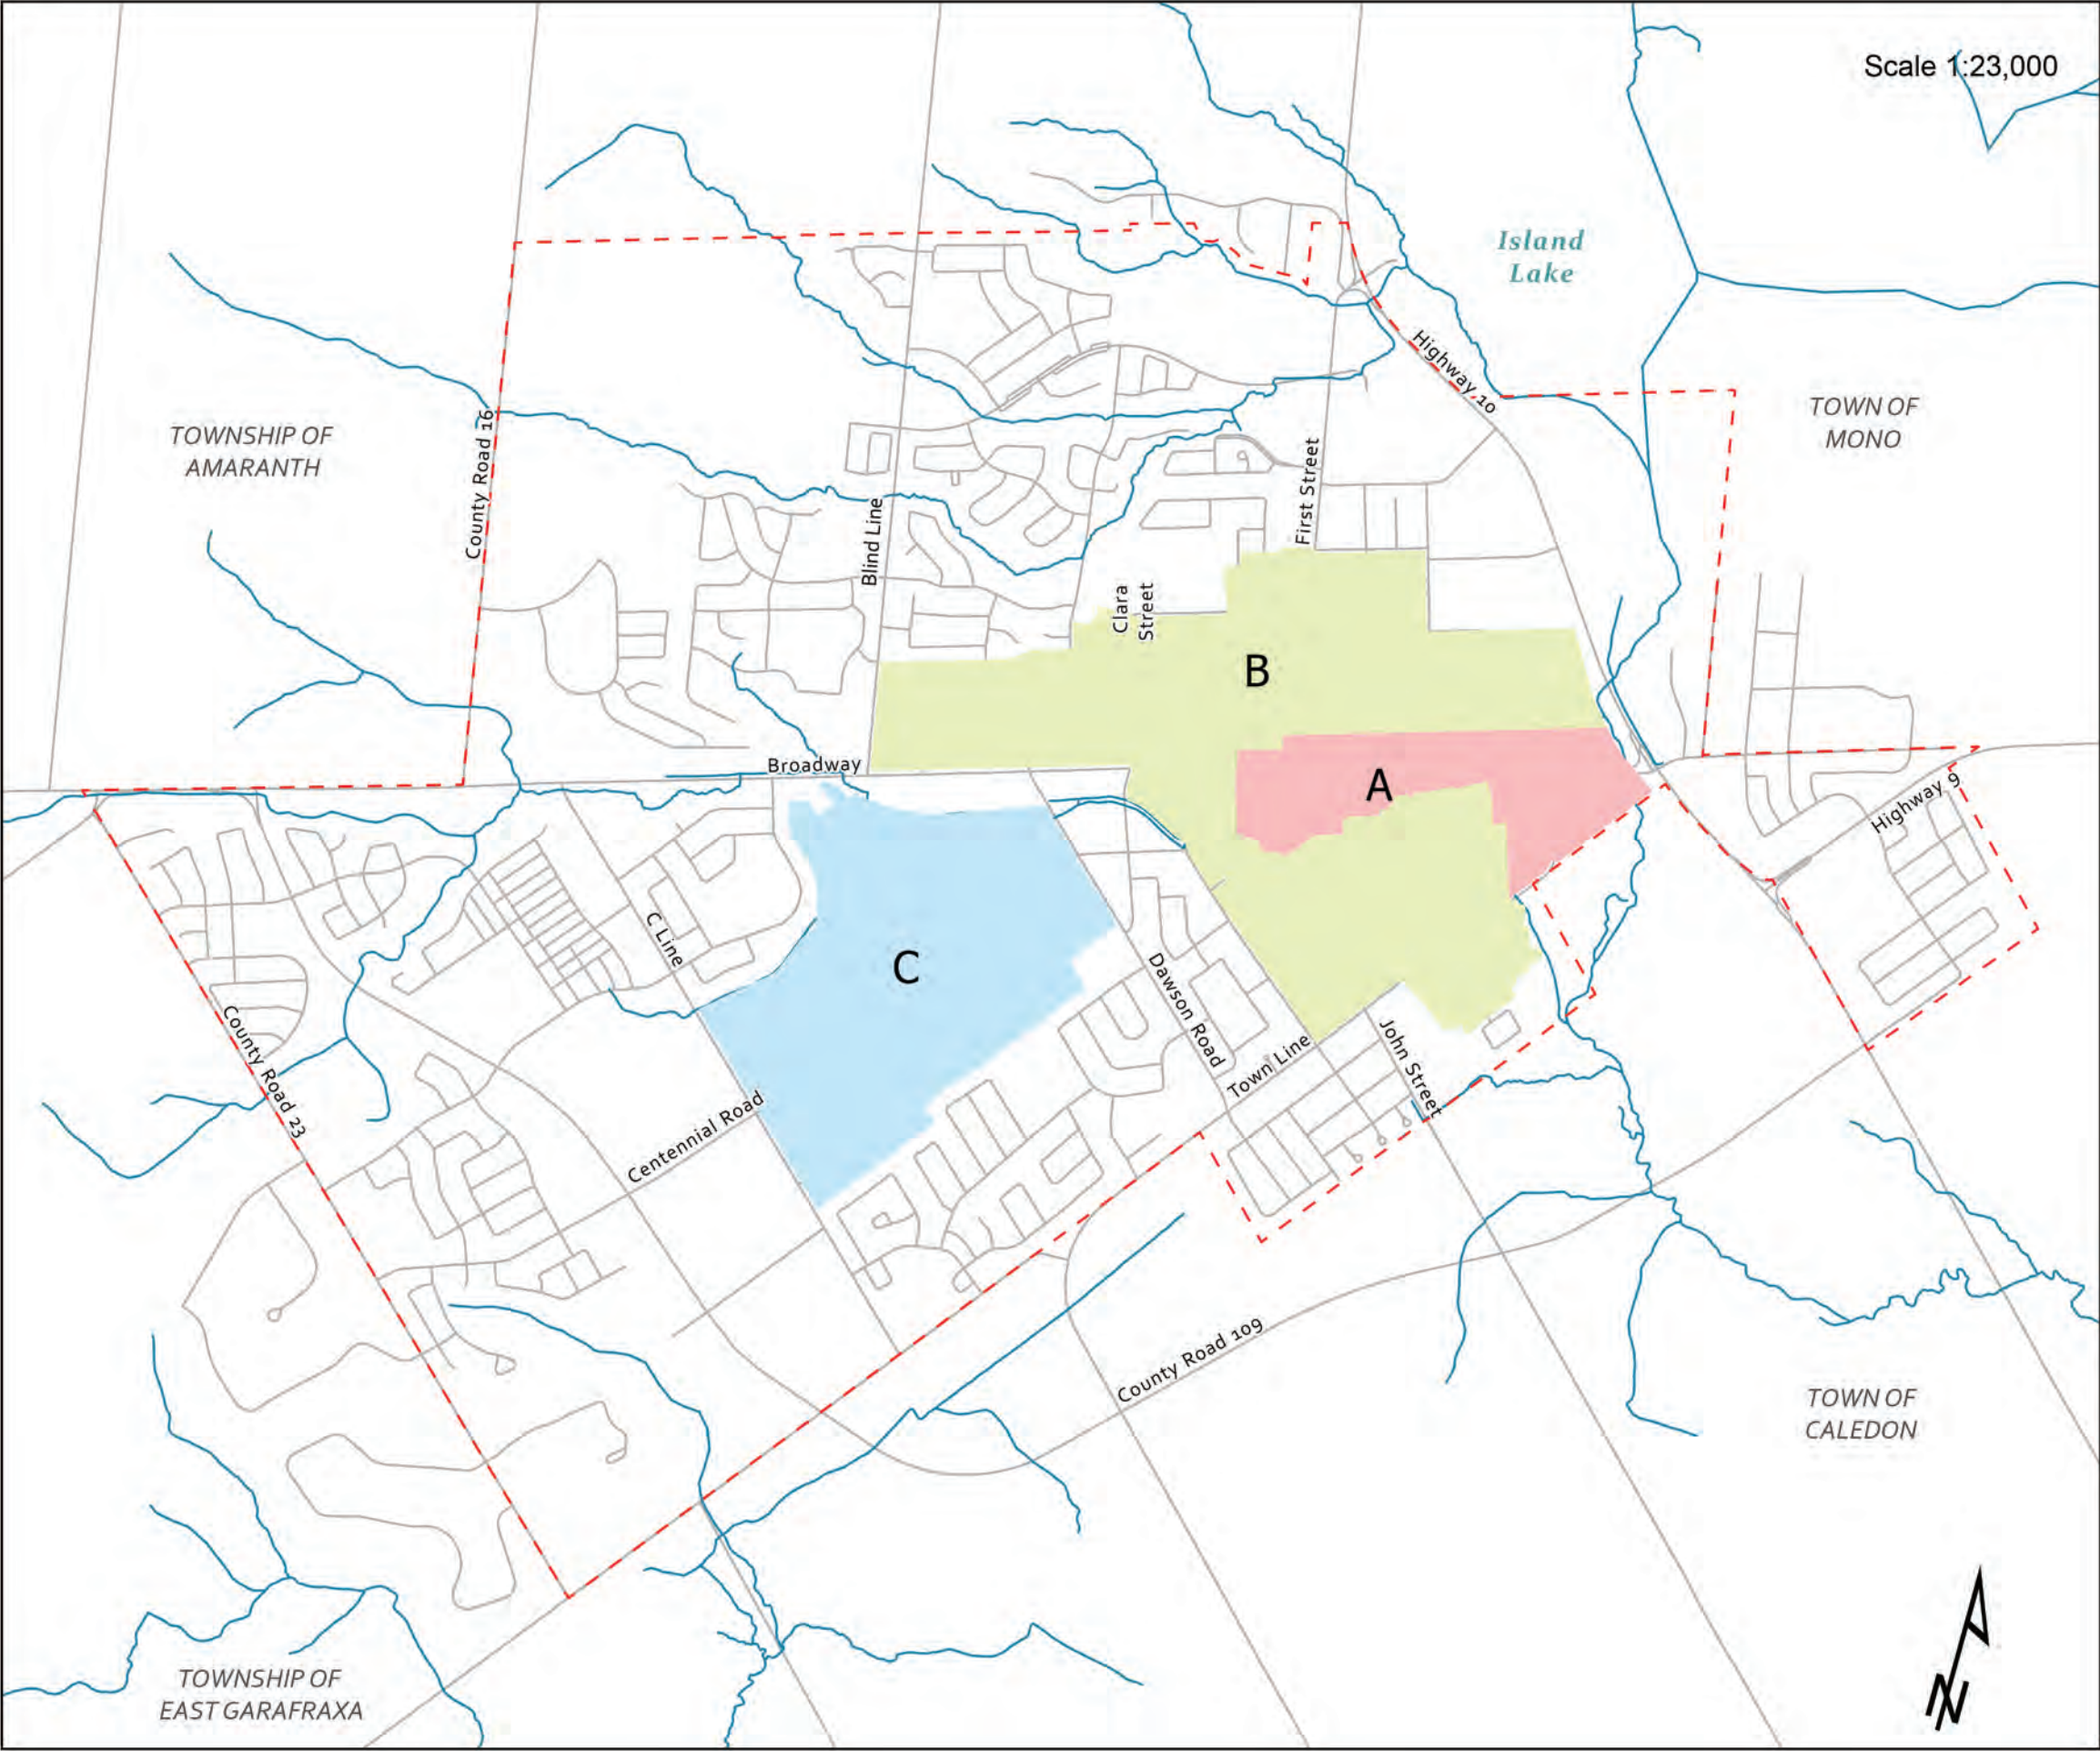 Scale 1:23,000
Island
Lake
Highway 10
TOWNSHIP OF
AMARANTH
TOWN OF
MONO
County Road 16
First Street
Blind Line
Clara
Street
B
Broadway
A
Highway 9
C Line
C
Dawson Road
County Road 23
John Street
Town Line
Centennial Road
County Road 109
TOWN OF
CALEDON
TOWNSHIP OF
EAST GARAFRAXA
N